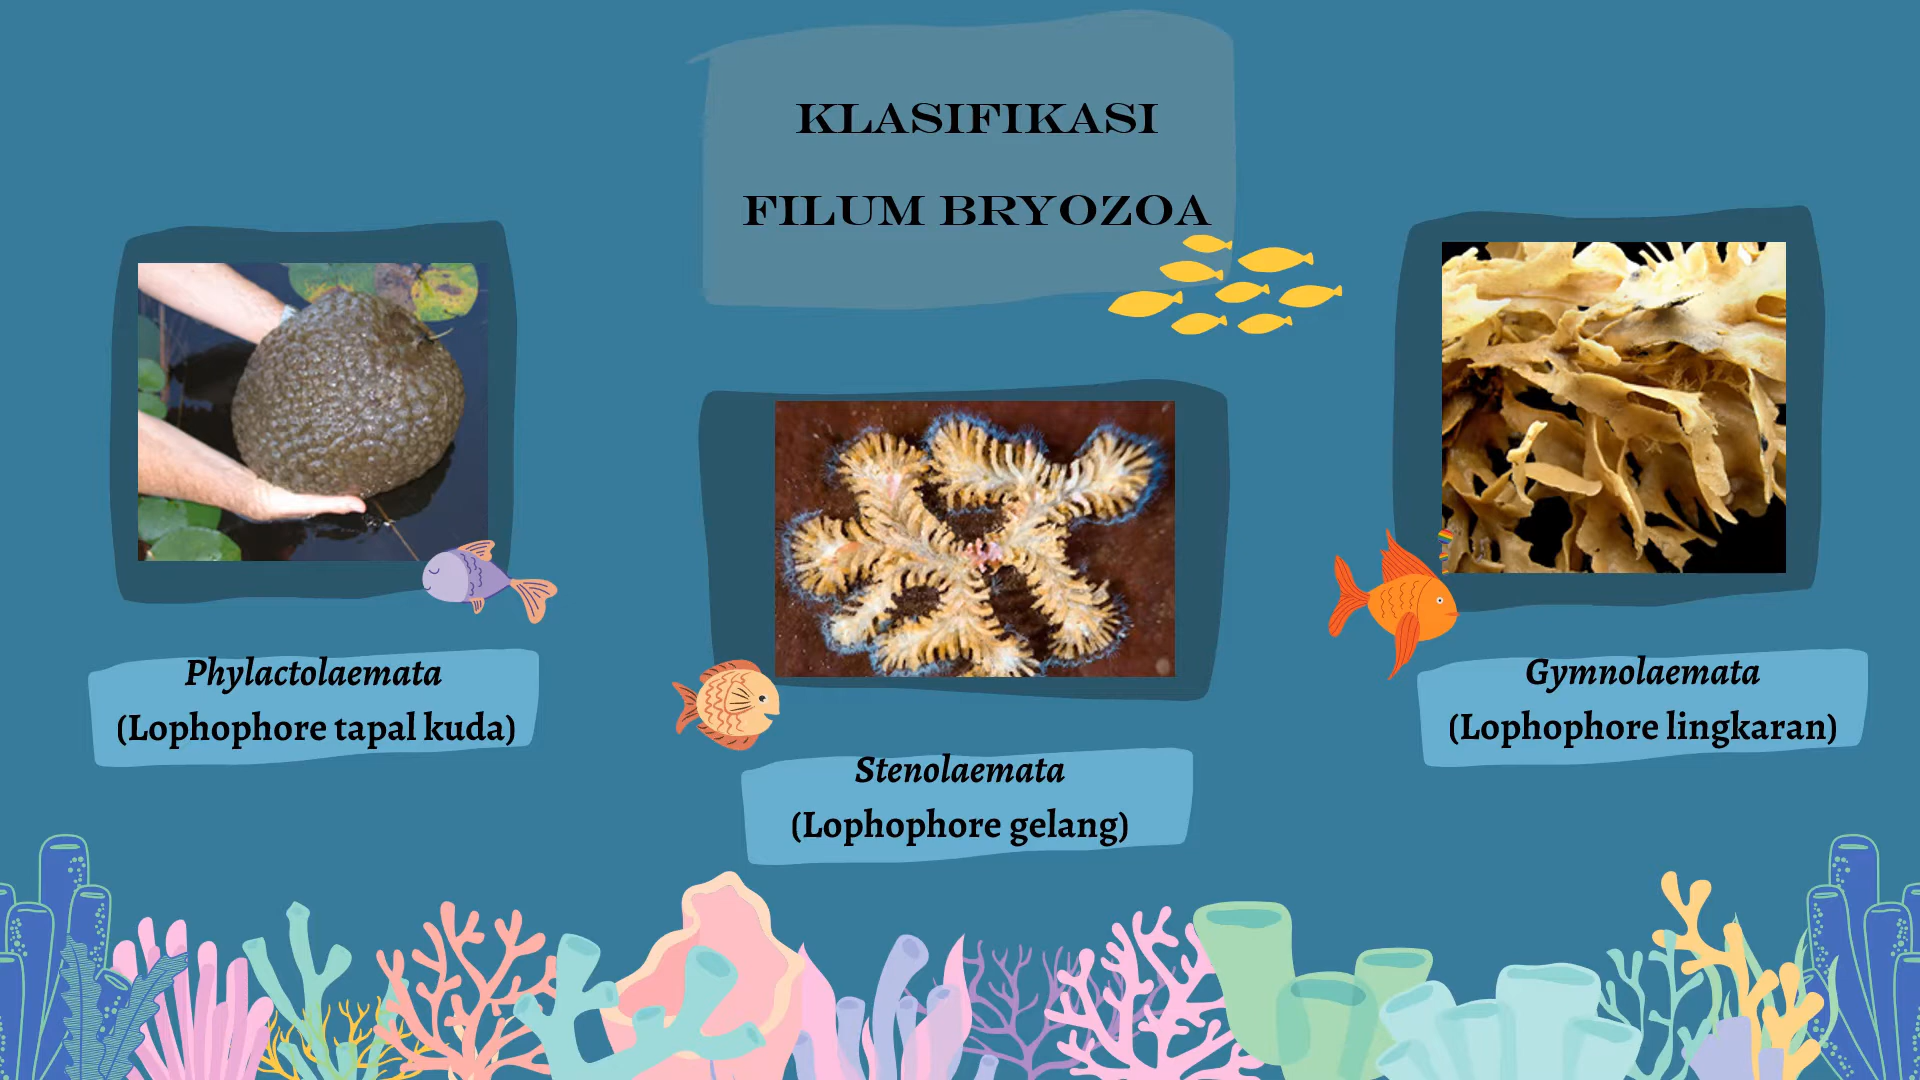 KLASIFIKASI
FILUM BRYOZOA
Phylactolaemata
(Lophophore tapal kuda)
Stenolaemata
(Lophophore gelang)
Gymnolaemata
(Lophophore lingkaran)